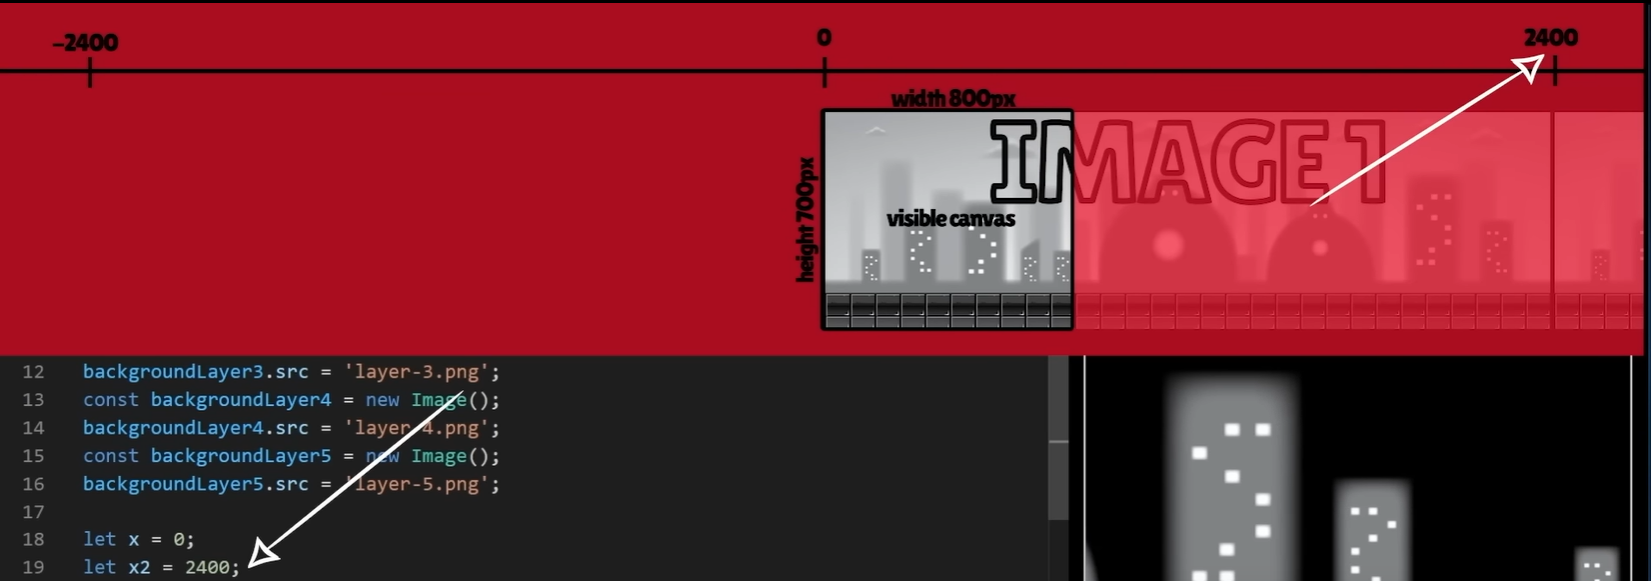 -2400 0 2400
width 800px
IMAGE 1
height 700px
visible canvas
12 backgroundLayer3.src = 'layer-3.png';
13 const backgroundLayer4 = new Image();
14 backgroundLayer4.src = 'layer-4.png';
15 const backgroundLayer5 = new Image();
16 backgroundLayer5.src = 'layer-5.png';
17
18 let x = 0;
19 let x2 = 2400;